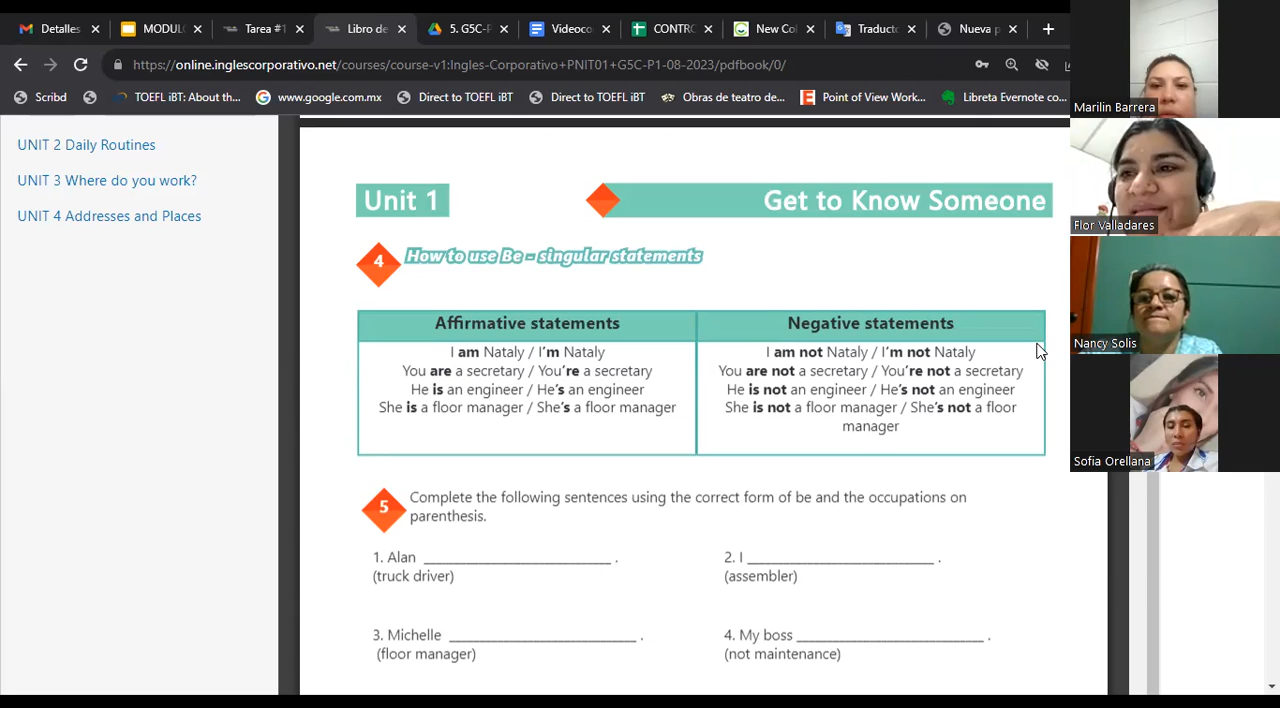 Detalles
MODUL
Tarea #1
Libro de
5. G5C-P
Videoco
CONTRO
New Col
Traducto
Nueva p
https://online.inglescorporativo.net/courses/course-v1:Ingles-Corporativo+PNIT01+G5C-P1-08-2023/pdfbook/0/
Scribd
TOEFL iBT: About th...
www.google.com.mx
Direct to TOEFL iBT
Direct to TOEFL iBT
Obras de teatro de...
Point of View Work...
Libreta Evernote co...
UNIT 2 Daily Routines
UNIT 3 Where do you work?
UNIT 4 Addresses and Places
Unit 1
Get to Know Someone
4
How to use Be - singular statements
Affirmative statements
I am Nataly / I'm Nataly
You are a secretary / You're a secretary
He is an engineer / He's an engineer
She is a floor manager / She's a floor manager
Negative statements
I am not Nataly / I'm not Nataly
You are not a secretary / You're not a secretary
He is not an engineer / He's not an engineer
She is not a floor manager / She's not a floor
manager
5
Complete the following sentences using the correct form of be and the occupations on
parenthesis.
1. Alan ____________________________ .
(truck driver)
2. I ____________________________ .
(assembler)
3. Michelle ____________________________ .
(floor manager)
4. My boss ____________________________ .
(not maintenance)
Marilin Barrera
Flor Valladares
Nancy Solis
Sofia Orellana